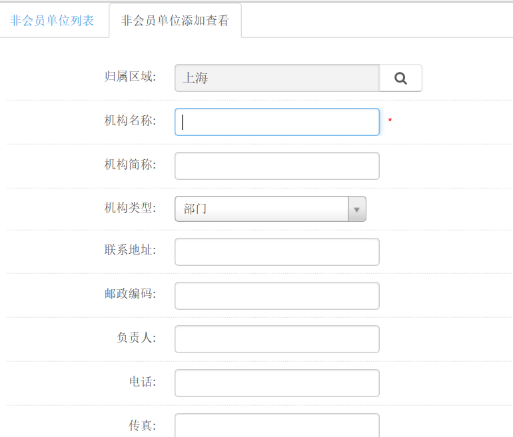 非会员单位列表 非会员单位添加查看
归属区域: 上海
机构名称: *
机构简称:
机构类型: 部门
联系地址:
邮政编码:
负责人:
电话:
传真: